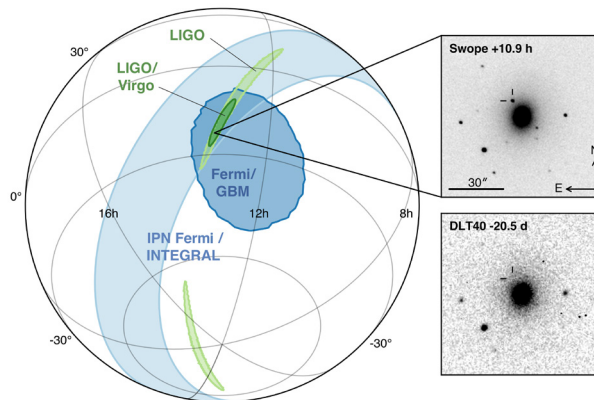 30°
LIGO
LIGO/
Virgo
Fermi/
GBM
0°
16h
12h
8h
IPN Fermi /
INTEGRAL
-30°
-30°
Swope +10.9 h
30"
N
E
DLT40 -20.5 d